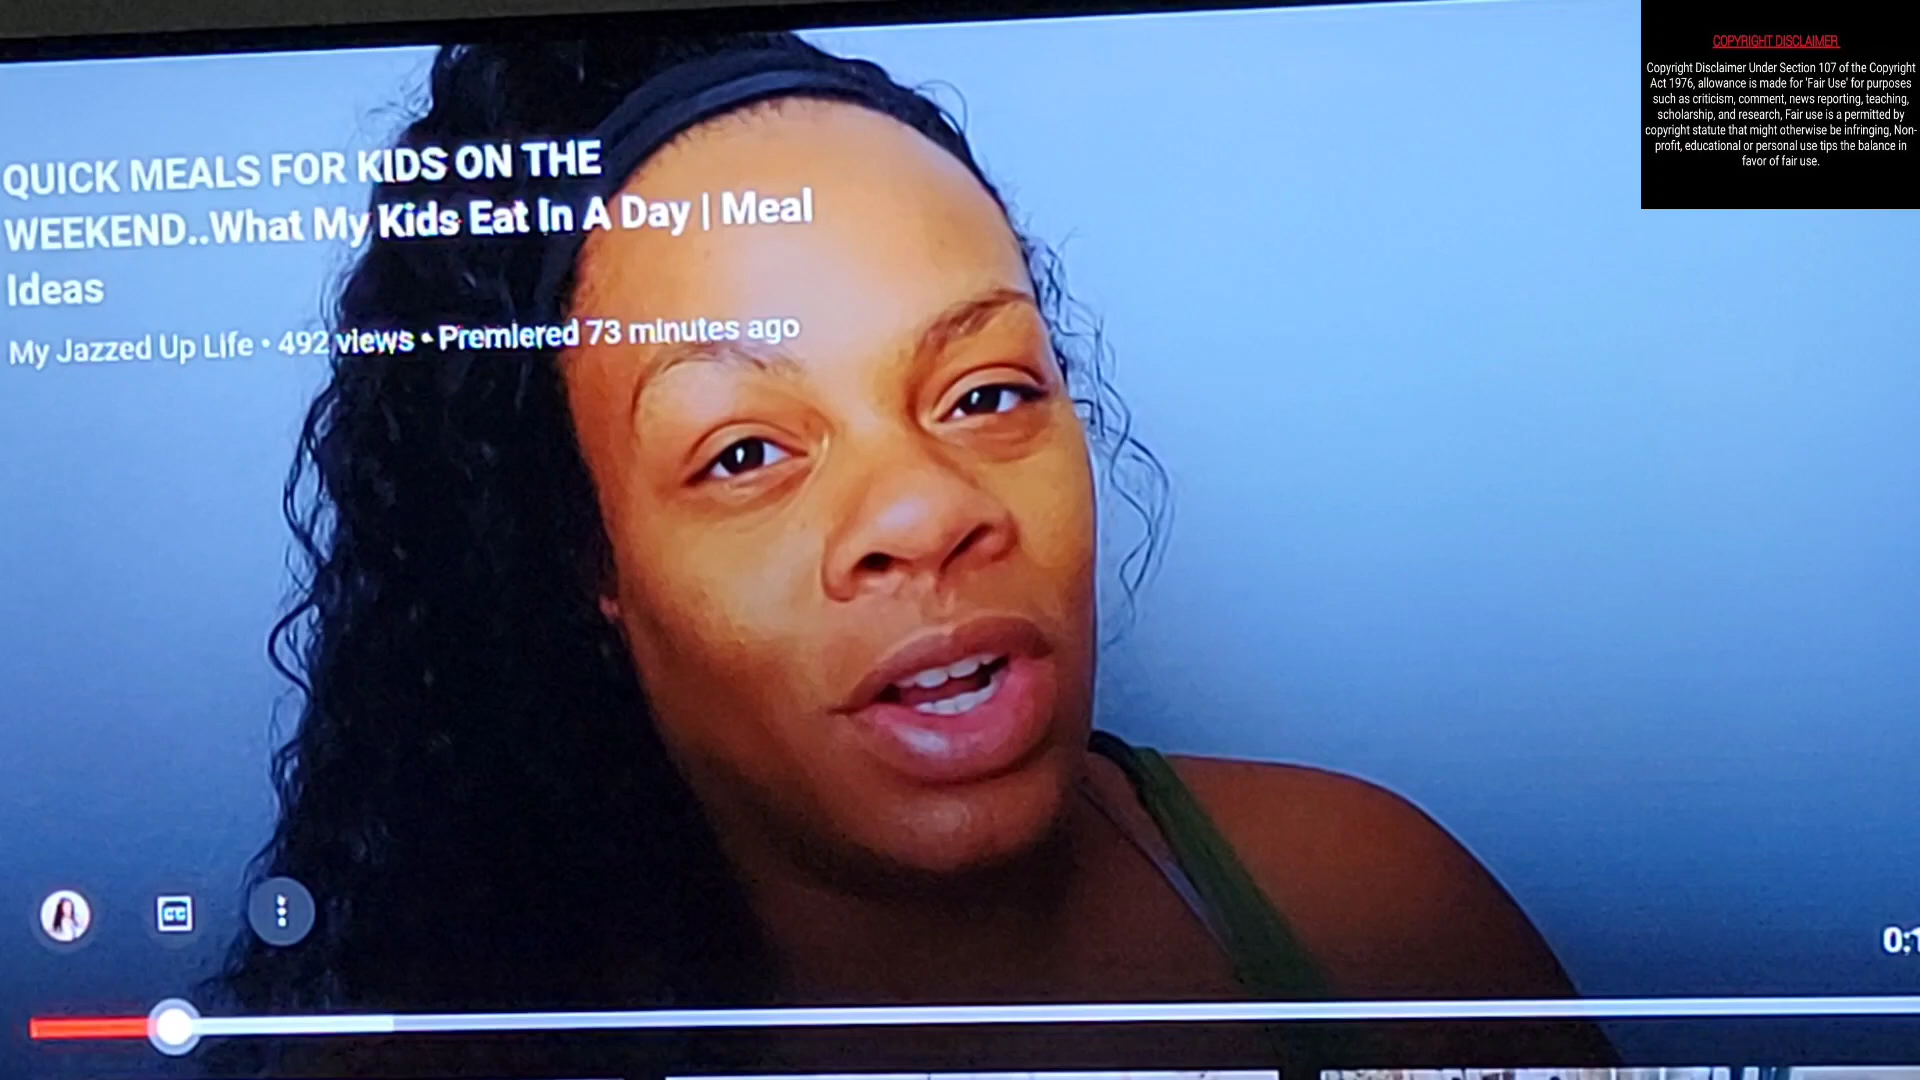 QUICK MEALS FOR KIDS ON THE
WEEKEND..What My Kids Eat In A Day | Meal
Ideas
My Jazzed Up Life • 492 views • Premiered 73 minutes ago
CC
COPYRIGHT DISCLAIMER
Copyright Disclaimer Under Section 107 of the Copyright
Act 1976, allowance is made for 'Fair Use' for purposes
such as criticism, comment, news reporting, teaching,
scholarship, and research, Fair use is a permitted by
copyright statute that might otherwise be infringing, Non-
profit, educational or personal use tips the balance in
favor of fair use.